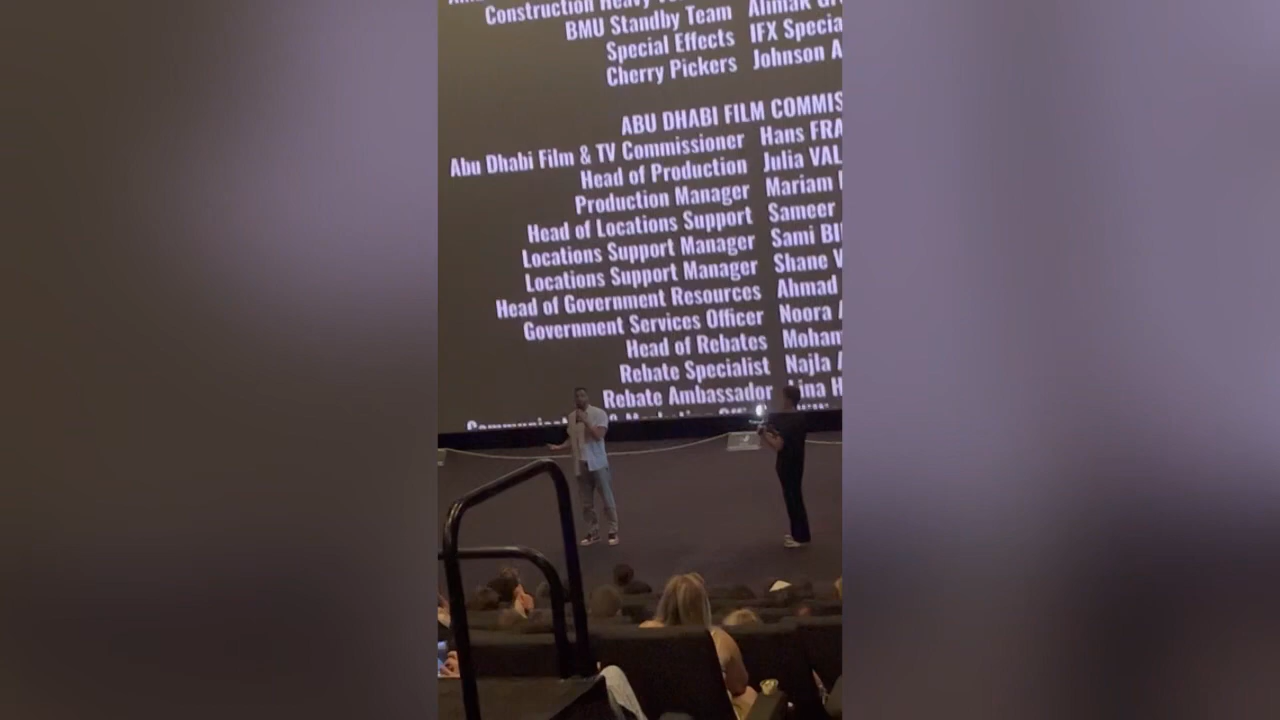 Construction Heavy
BMU Standby Team
Special Effects IFX Specia
Cherry Pickers Johnson A
ABU DHABI FILM COMMIS
Abu Dhabi Film & TV Commissioner Hans FRA
Head of Production Julia VAL
Production Manager Mariam
Head of Locations Support Sameer
Locations Support Manager Sami BI
Locations Support Manager Shane V
Head of Government Resources Ahmad
Government Services Officer Noora A
Head of Rebates Moham
Rebate Specialist Najla A
Rebate Ambassador Lina H